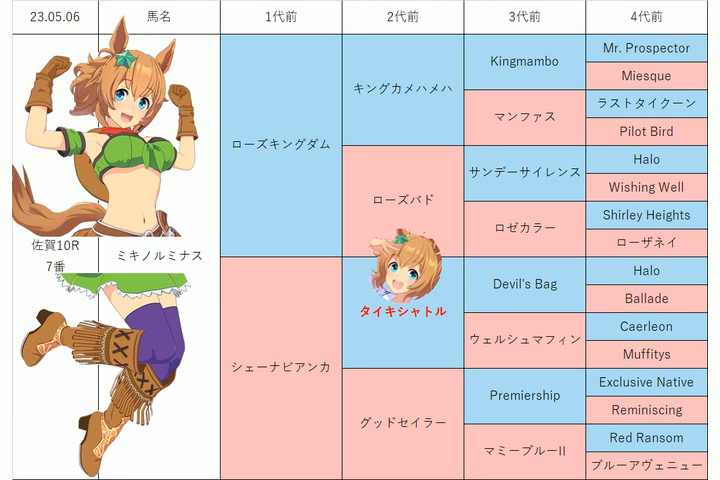 23.05.06
馬名
1代前
2代前
3代前
4代前
佐賀10R
7番
ミキノルミナス
ローズキングダム
シェーナビアンカ
キングカメハメハ
ローズバド
タイキシャトル
グッドセイラー
Kingmambo
マンファス
サンデーサイレンス
ロゼカラー
Devil's Bag
ウェルシュマフィン
Premiership
マミーブルーII
Mr. Prospector
Miesque
ラストタイクーン
Pilot Bird
Halo
Wishing Well
Shirley Heights
ローザネイ
Halo
Ballade
Caerleon
Muffitys
Exclusive Native
Reminiscing
Red Ransom
ブルーアヴェニュー